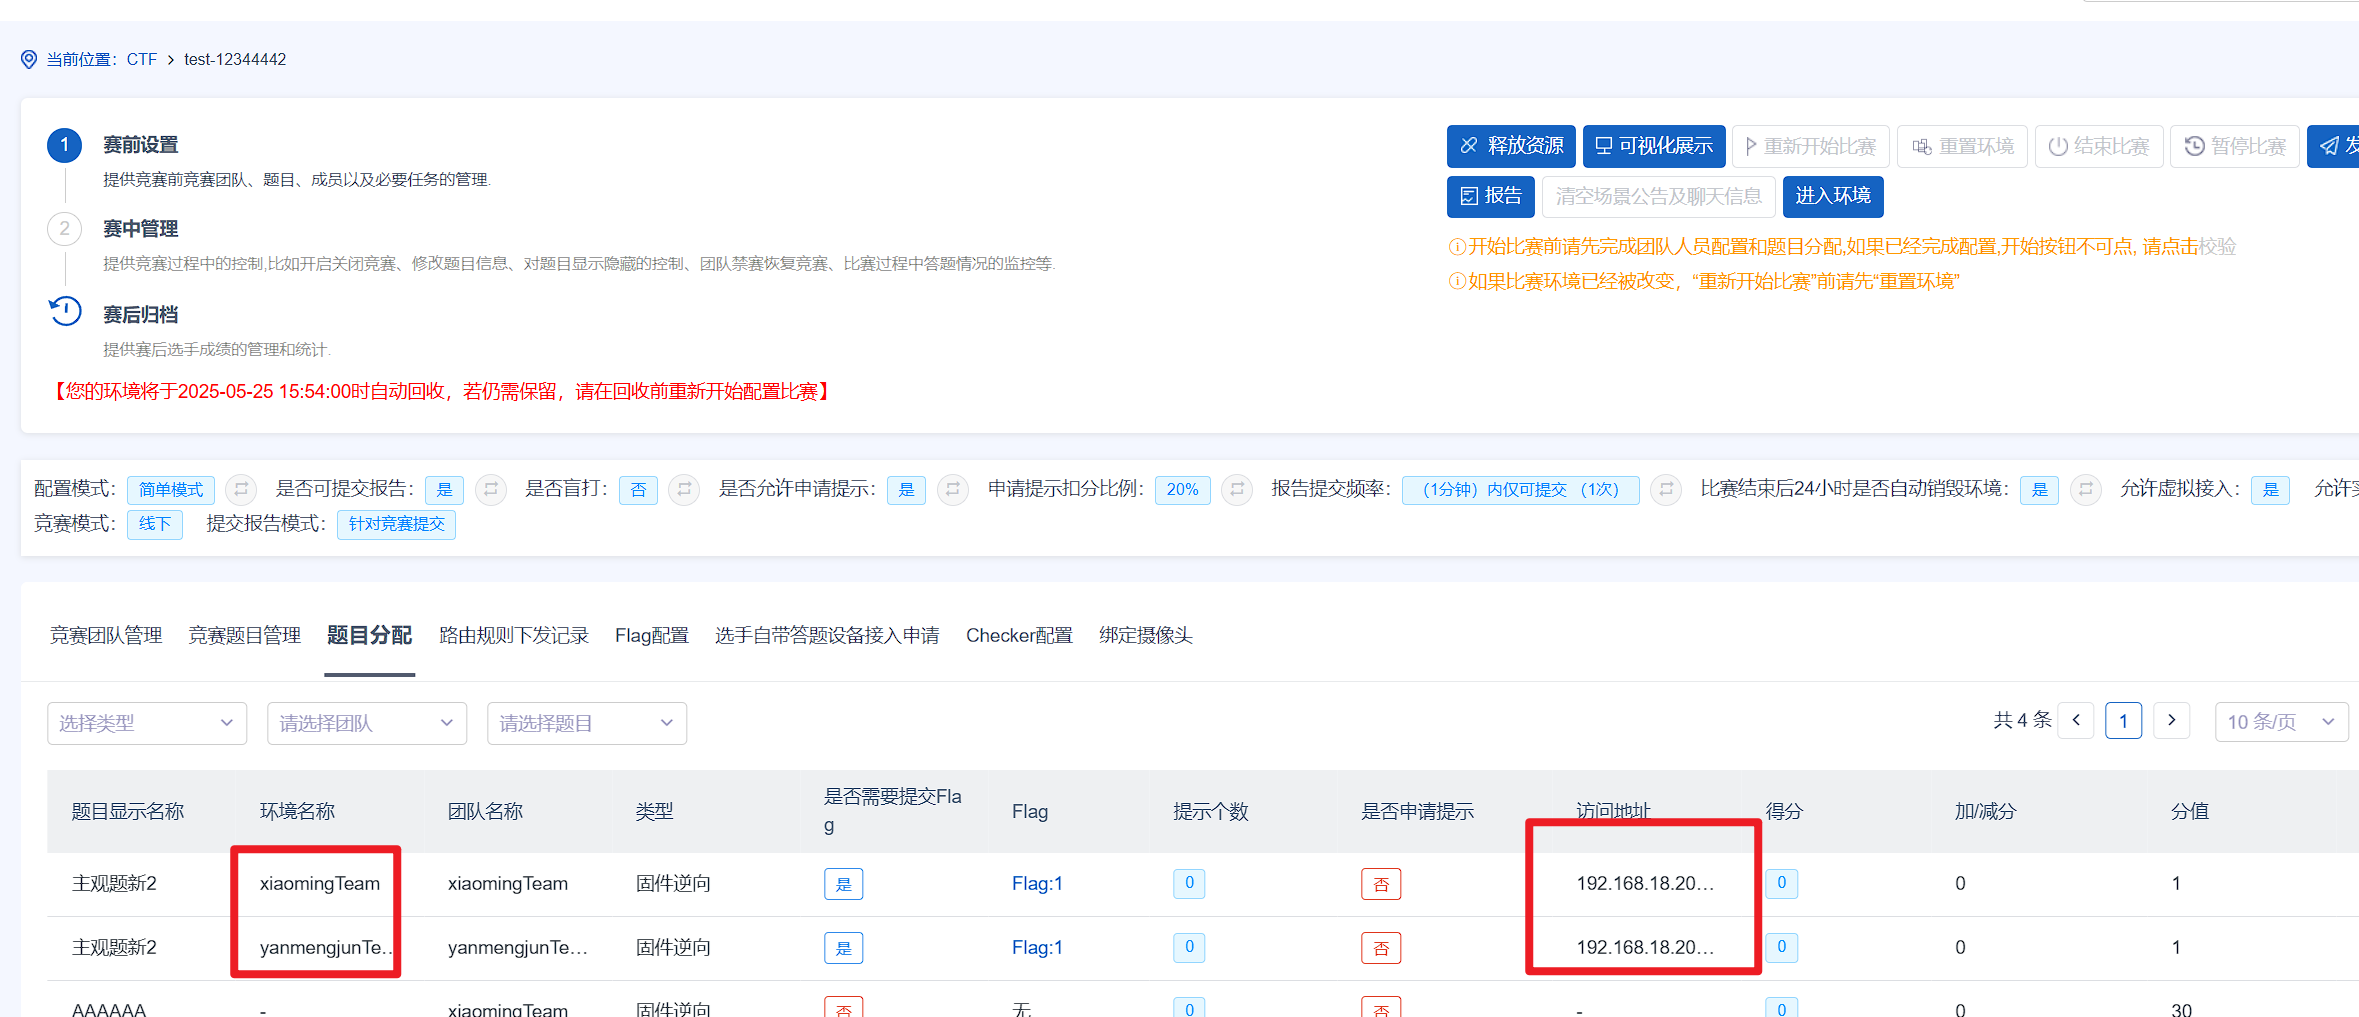 当前位置：CTF > test-12344442
1 赛前设置
提供竞赛前竞赛团队、题目、成员以及必要任务的管理.
2 赛中管理
提供竞赛过程中的控制,比如开启关闭竞赛、修改题目信息、对题目显示隐藏的控制、团队禁赛恢复竞赛、比赛过程中答题情况的监控等.
赛后归档
提供赛后选手成绩的管理和统计.
【您的环境将于2025-05-25 15:54:00时自动回收，若仍需保留，请在回收前重新开始配置比赛】
释放资源 可视化展示 重新开始比赛 重置环境 结束比赛 暂停比赛 发
报告 清空场景公告及聊天信息 进入环境
开始比赛前请先完成团队人员配置和题目分配,如果已经完成配置,开始按钮不可点, 请点击校验
如果比赛环境已经被改变，“重新开始比赛”前请先“重置环境”
配置模式： 简单模式 是否可提交报告： 是 是否盲打： 否 是否允许申请提示： 是 申请提示扣分比例： 20% 报告提交频率： （1分钟）内仅可提交 （1次） 比赛结束后24小时是否自动销毁环境： 是 允许虚拟接入： 是 允许实
竞赛模式： 线下 提交报告模式： 针对竞赛提交
竞赛团队管理 竞赛题目管理 题目分配 路由规则下发记录 Flag配置 选手自带答题设备接入申请 Checker配置 绑定摄像头
选择类型 请选择团队 请选择题目 共 4 条 < 1 > 10 条/页
题目显示名称 环境名称 团队名称 类型 是否需要提交Flag Flag 提示个数 是否申请提示 访问地址 得分 加/减分 分值
主观题新2 xiaomingTeam xiaomingTeam 固件逆向 是 Flag:1 0 否 192.168.18.20... 0 0 1
主观题新2 yanmengjunTe... yanmengjunTe... 固件逆向 是 Flag:1 0 否 192.168.18.20... 0 0 1
AAAAAA - xiaomingTeam 固件逆向 否 无 0 否 - 0 0 30